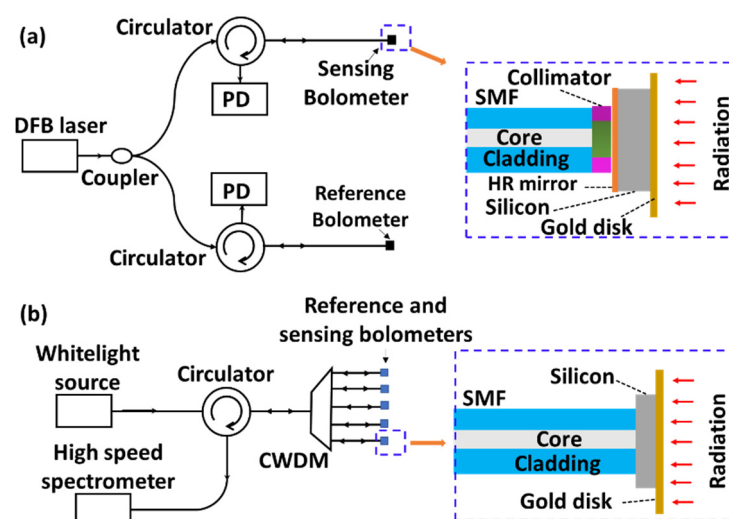 (a)
Circulator
PD
Sensing
Bolometer
DFB laser
Coupler
PD
Reference
Bolometer
Circulator
Collimator
SMF
Core
Cladding
HR mirror
Silicon
Gold disk
Radiation
(b)
Whitelight
source
Circulator
High speed
spectrometer
Reference and
sensing bolometers
CWDM
Silicon
SMF
Core
Cladding
Gold disk
Radiation